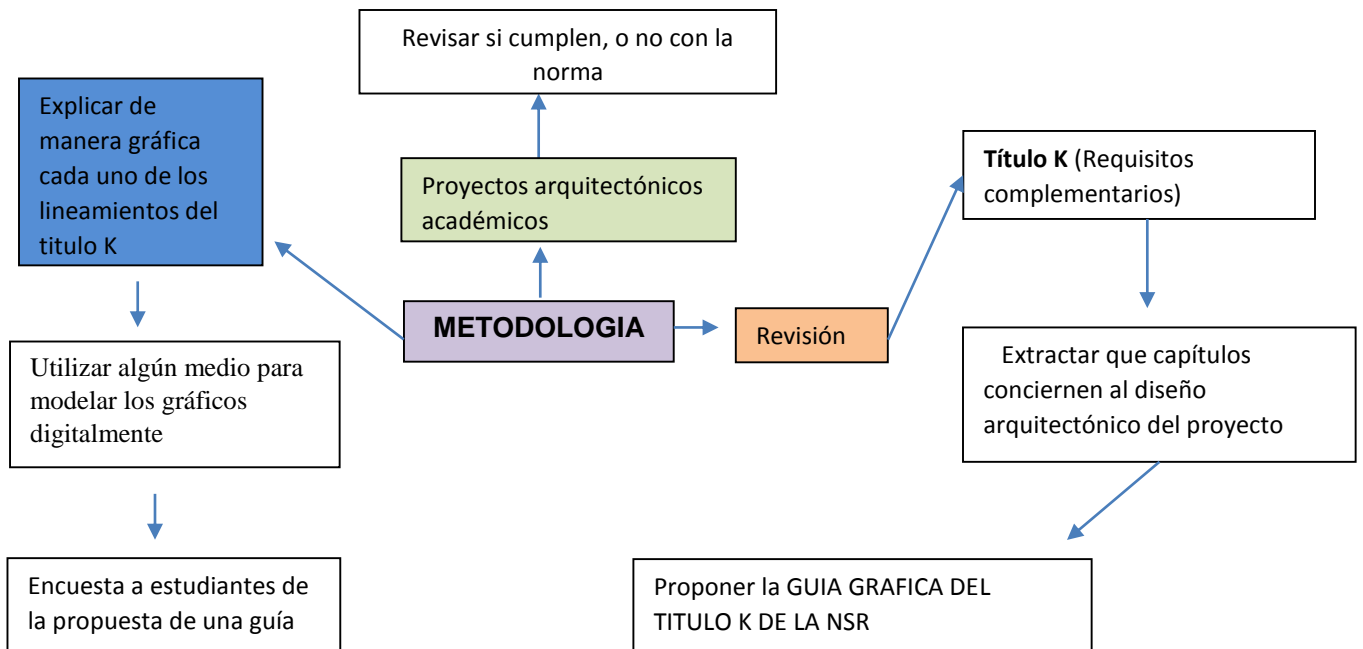 Revisar si cumplen, o no con la
norma
Explicar de
manera gráfica
cada uno de los
lineamientos del
titulo K
Proyectos arquitectónicos
académicos
Título K (Requisitos
complementarios)
METODOLOGIA
Revisión
Utilizar algún medio para
modelar los gráficos
digitalmente
Extractar que capítulos
conciernen al diseño
arquitectónico del proyecto
Encuesta a estudiantes de
la propuesta de una guía
Proponer la GUIA GRAFICA DEL
TITULO K DE LA NSR